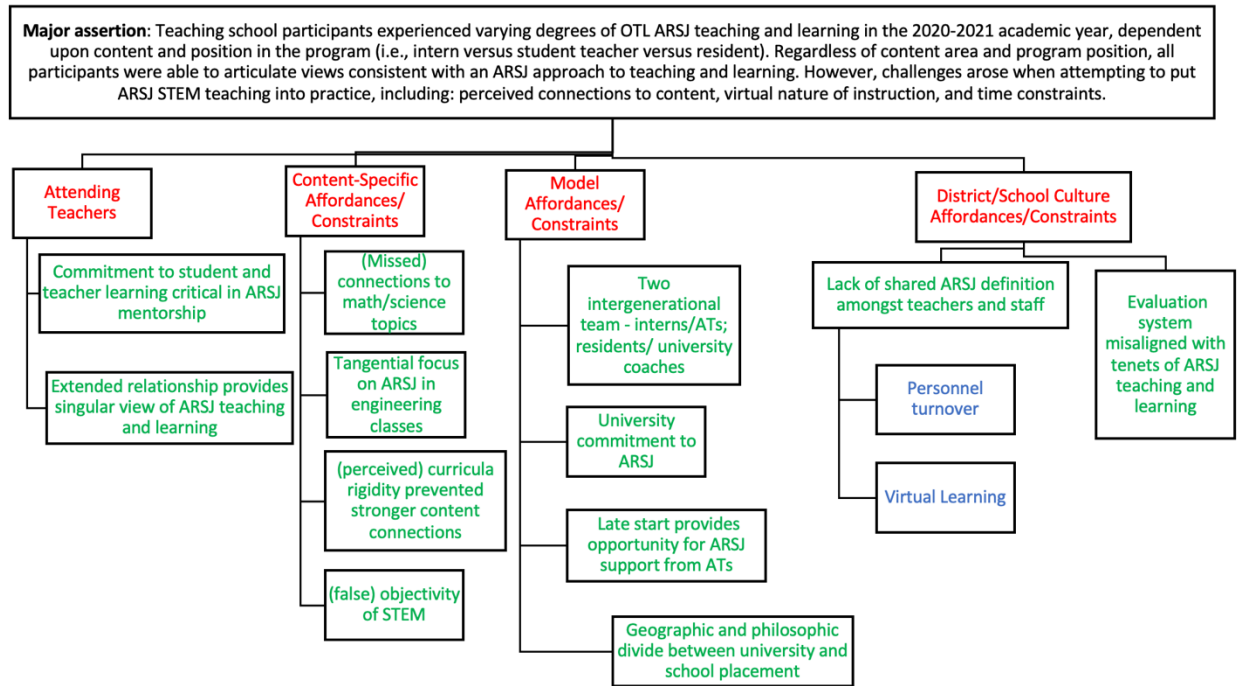 Major assertion: Teaching school participants experienced varying degrees of OTL ARSJ teaching and learning in the 2020-2021 academic year, dependent
upon content and position in the program (i.e., intern versus student teacher versus resident). Regardless of content area and program position, all
participants were able to articulate views consistent with an ARSJ approach to teaching and learning. However, challenges arose when attempting to put
ARSJ STEM teaching into practice, including: perceived connections to content, virtual nature of instruction, and time constraints.
Attending
Teachers
Commitment to student and
teacher learning critical in ARSJ
mentorship
Extended relationship provides
singular view of ARSJ teaching
and learning
Content-Specific
Affordances/
Constraints
(Missed)
connections to
math/science
topics
Tangential focus
on ARSJ in
engineering
classes
(perceived) curricula
rigidity prevented
stronger content
connections
(false) objectivity
of STEM
Model
Affordances/
Constraints
Two
intergenerational
team - interns/ATs;
residents/ university
coaches
University
commitment to
ARSJ
Late start provides
opportunity for ARSJ
support from ATs
Geographic and philosophic
divide between university and
school placement
District/School Culture
Affordances/Constraints
Lack of shared ARSJ definition
amongst teachers and staff
Personnel
turnover
Virtual Learning
Evaluation
system
misaligned with
tenets of ARSJ
teaching and
learning